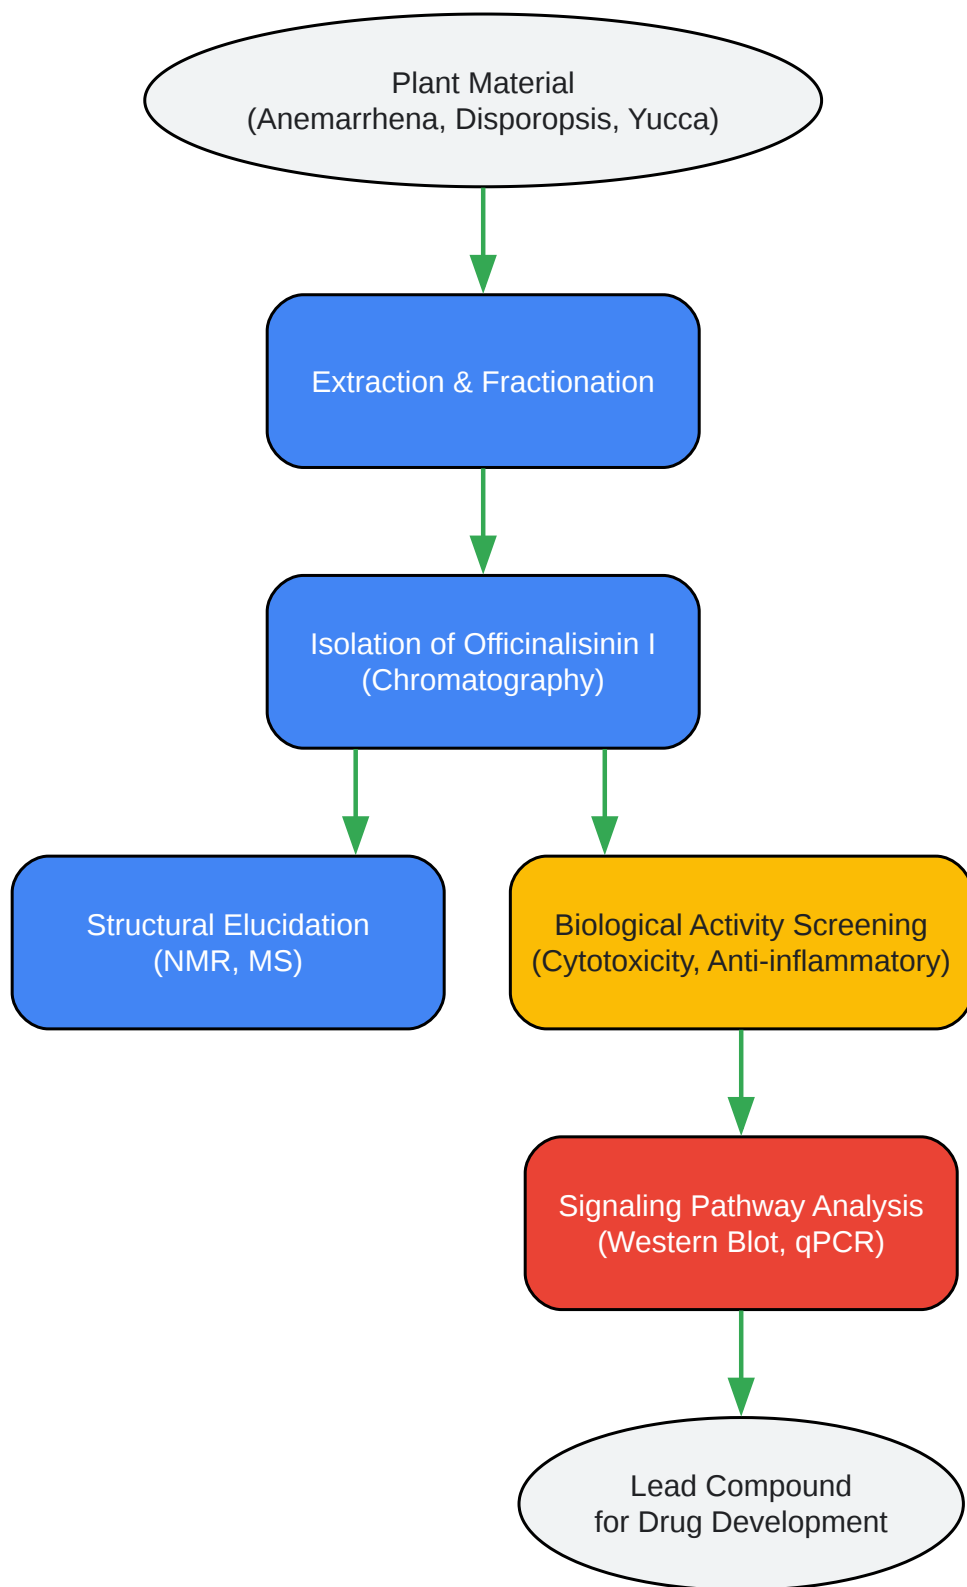 Plant Material
(Anemarrhena, Disporopsis, Yucca)
Extraction & Fractionation
Isolation of Officinalisinin I
(Chromatography)
Structural Elucidation
(NMR, MS)
Biological Activity Screening
(Cytotoxicity, Anti-inflammatory)
Signaling Pathway Analysis
(Western Blot, qPCR)
Lead Compound
for Drug Development